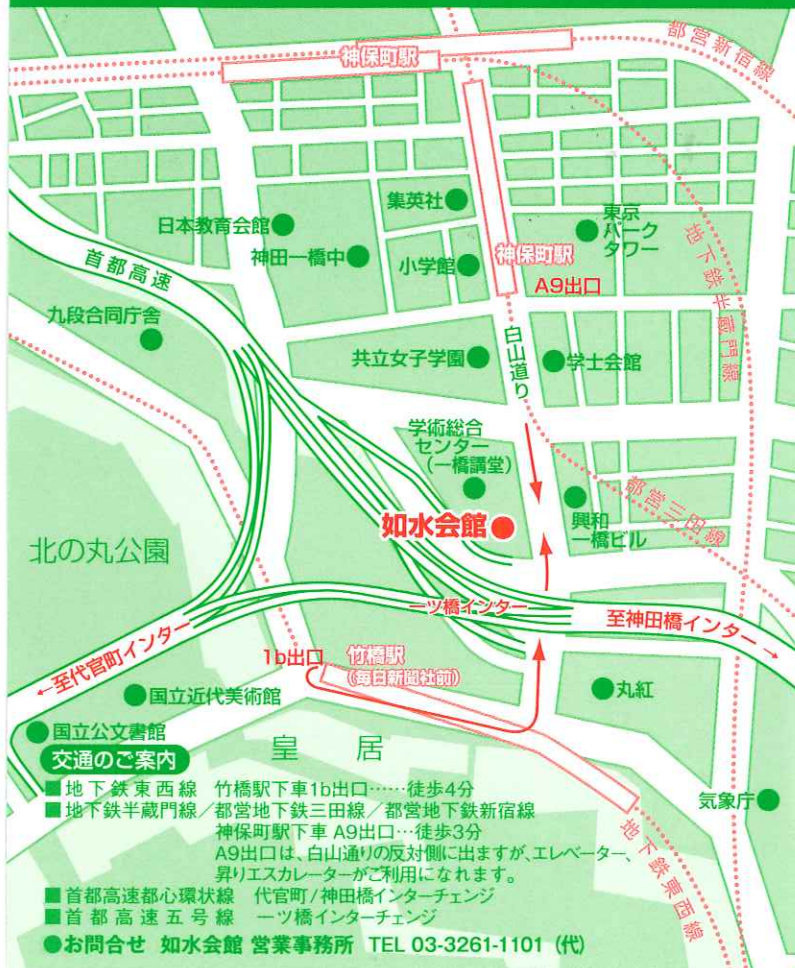 都営新宿線
神保町駅
集英社
日本教育会館
神田一橋中
小学館
神保町駅
東京
パーク
タワー
A9出口
地下鉄半蔵門線
首都高速
九段合同庁舎
共立女子学園
白山道り
学士会館
学術総合
センター
(一橋講堂)
都営三田線
如水会館
興和
一橋ビル
北の丸公園
一ツ橋インター
至神田橋インター→
←至代官町インター
1b出口
竹橋駅
(毎日新聞社前)
国立近代美術館
丸紅
国立公文書館
皇居
気象庁
地下鉄東西線
交通のご案内
■地下鉄東西線 竹橋駅下車1b出口……徒歩4分
■地下鉄半蔵門線/都営地下鉄三田線/都営地下鉄新宿線
神保町駅下車 A9出口…徒歩3分
A9出口は、白山通りの反対側に出ますが、エレベーター、
昇りエスカレーターがご利用になれます。
■首都高速都心環状線 代官町/神田橋インターチェンジ
■首都高速五号線 一ツ橋インターチェンジ
●お問合せ 如水会館 営業事務所 TEL 03-3261-1101(代)